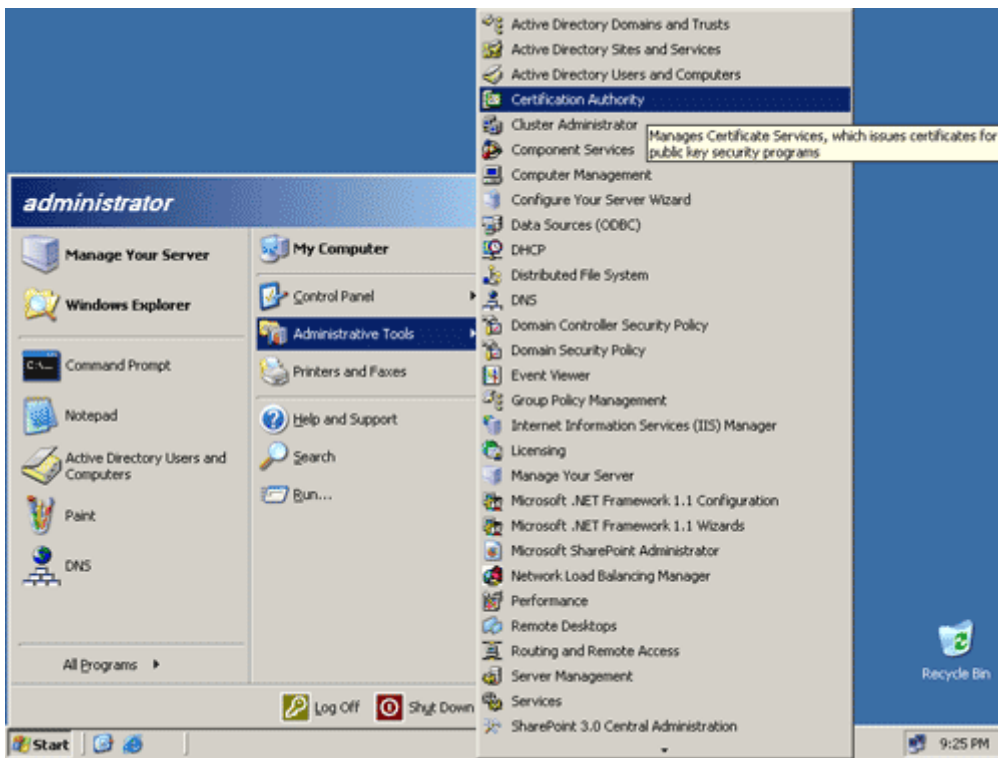 administrator
Manage Your Server
Windows Explorer
Command Prompt
Notepad
Active Directory Users and
Computers
Paint
DNS
All Programs
My Computer
Control Panel
Administrative Tools
Printers and Faxes
Help and Support
Search
Run...
Log Off
Shut Down
Active Directory Domains and Trusts
Active Directory Sites and Services
Active Directory Users and Computers
Certification Authority
Cluster Administrator
Manages Certificate Services, which issues certificates for
public key security programs
Component Services
Computer Management
Configure Your Server Wizard
Data Sources (ODBC)
DHCP
Distributed File System
DNS
Domain Controller Security Policy
Domain Security Policy
Event Viewer
Group Policy Management
Internet Information Services (IIS) Manager
Licensing
Manage Your Server
Microsoft .NET Framework 1.1 Configuration
Microsoft .NET Framework 1.1 Wizards
Microsoft SharePoint Administrator
Network Load Balancing Manager
Performance
Remote Desktops
Routing and Remote Access
Server Management
Services
SharePoint 3.0 Central Administration
Recycle Bin
Start
9:25 PM